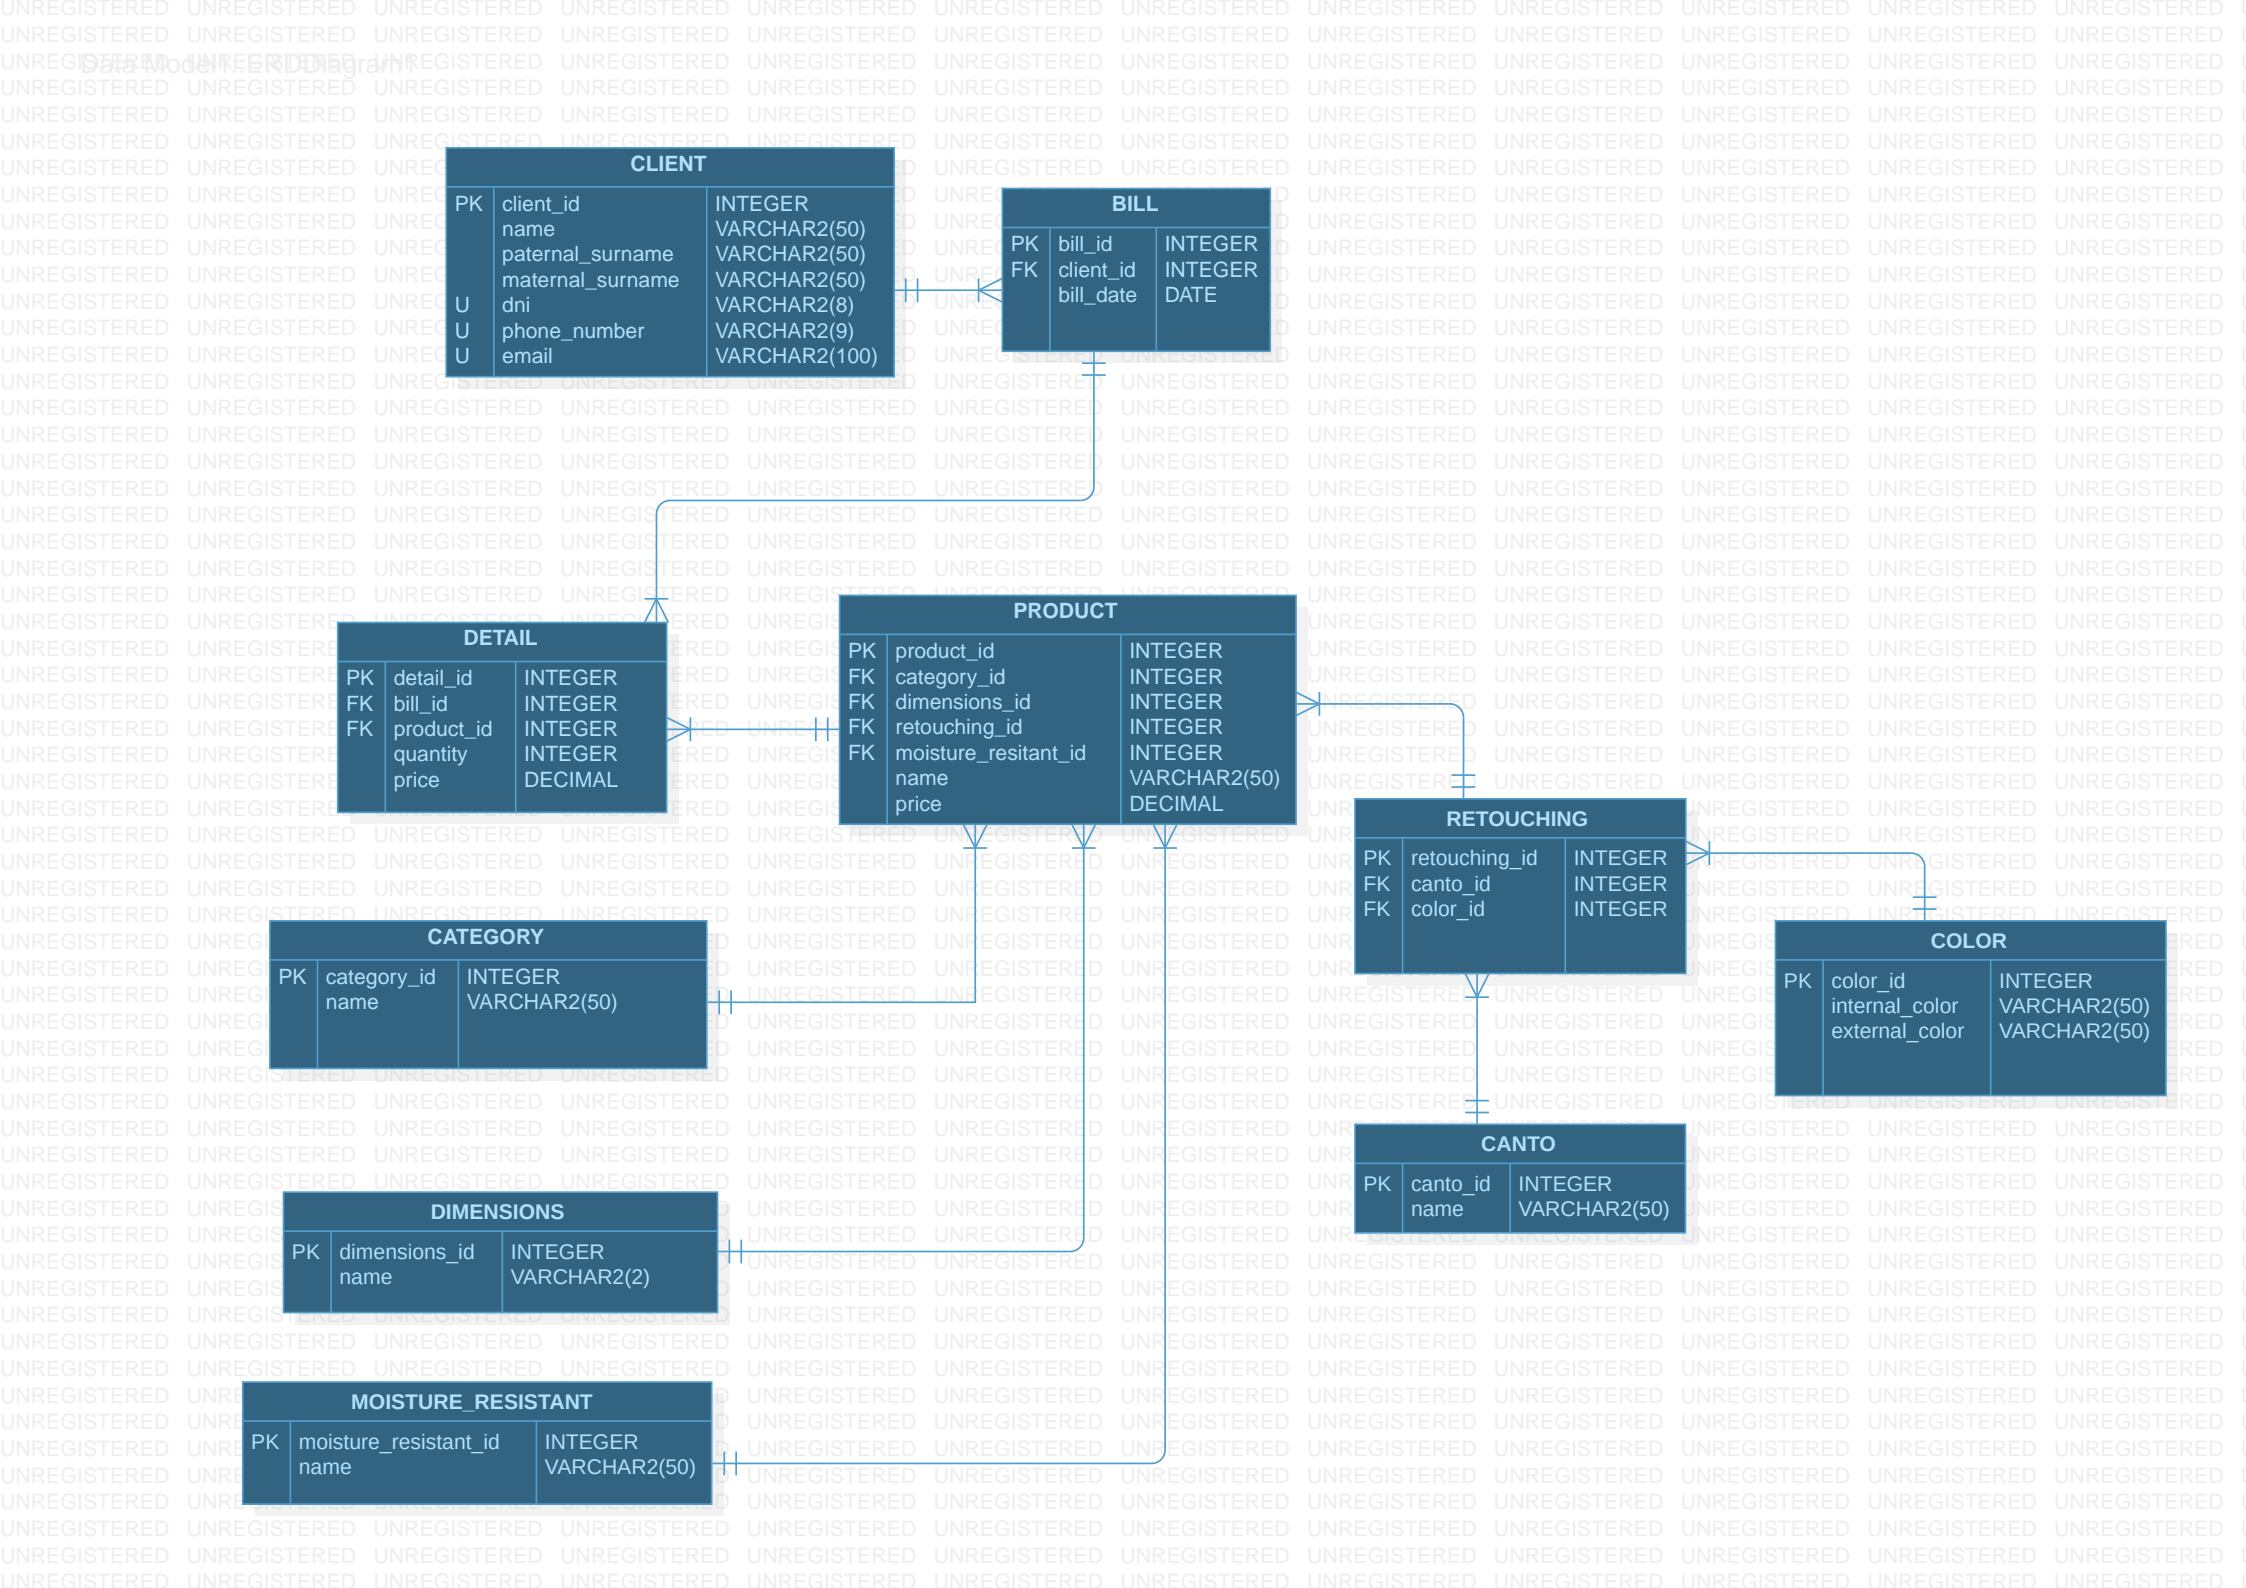 Data Model1::ERDDiagram1
CLIENT
PK client_id INTEGER
name VARCHAR2(50)
paternal_surname VARCHAR2(50)
maternal_surname VARCHAR2(50)
U dni VARCHAR2(8)
U phone_number VARCHAR2(9)
U email VARCHAR2(100)
BILL
PK bill_id INTEGER
FK client_id INTEGER
bill_date DATE
DETAIL
PK detail_id INTEGER
FK bill_id INTEGER
FK product_id INTEGER
quantity INTEGER
price DECIMAL
PRODUCT
PK product_id INTEGER
FK category_id INTEGER
FK dimensions_id INTEGER
FK retouching_id INTEGER
FK moisture_resitant_id INTEGER
name VARCHAR2(50)
price DECIMAL
RETOUCHING
PK retouching_id INTEGER
FK canto_id INTEGER
FK color_id INTEGER
CATEGORY
PK category_id INTEGER
name VARCHAR2(50)
COLOR
PK color_id INTEGER
internal_color VARCHAR2(50)
external_color VARCHAR2(50)
CANTO
PK canto_id INTEGER
name VARCHAR2(50)
DIMENSIONS
PK dimensions_id INTEGER
name VARCHAR2(2)
MOISTURE_RESISTANT
PK moisture_resistant_id INTEGER
name VARCHAR2(50)
UNREGISTERED